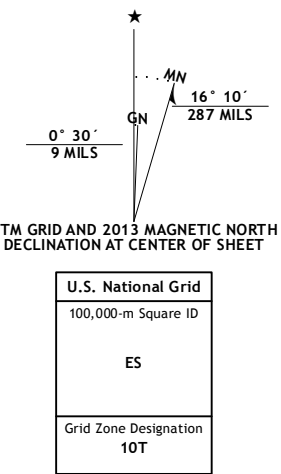 ★
MN
GN
16° 10´
287 MILS
0° 30´
9 MILS
TM GRID AND 2013 MAGNETIC NORTH
DECLINATION AT CENTER OF SHEET
U.S. National Grid
100,000-m Square ID
ES
Grid Zone Designation
10T